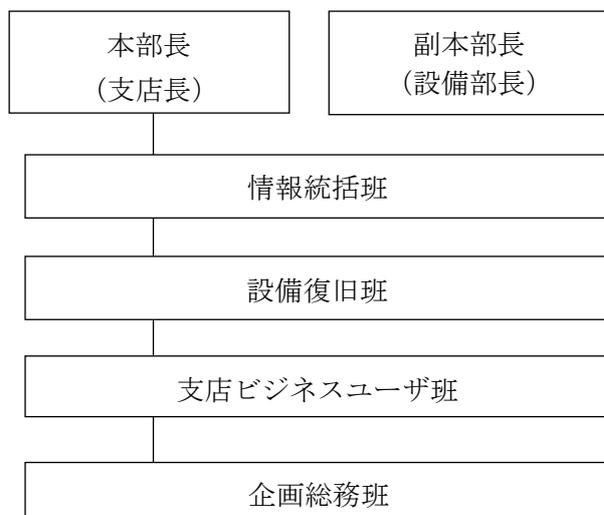 本部長
（支店長）
副本部長
（設備部長）
情報統括班
設備復旧班
支店ビジネスユーザ班
企画総務班